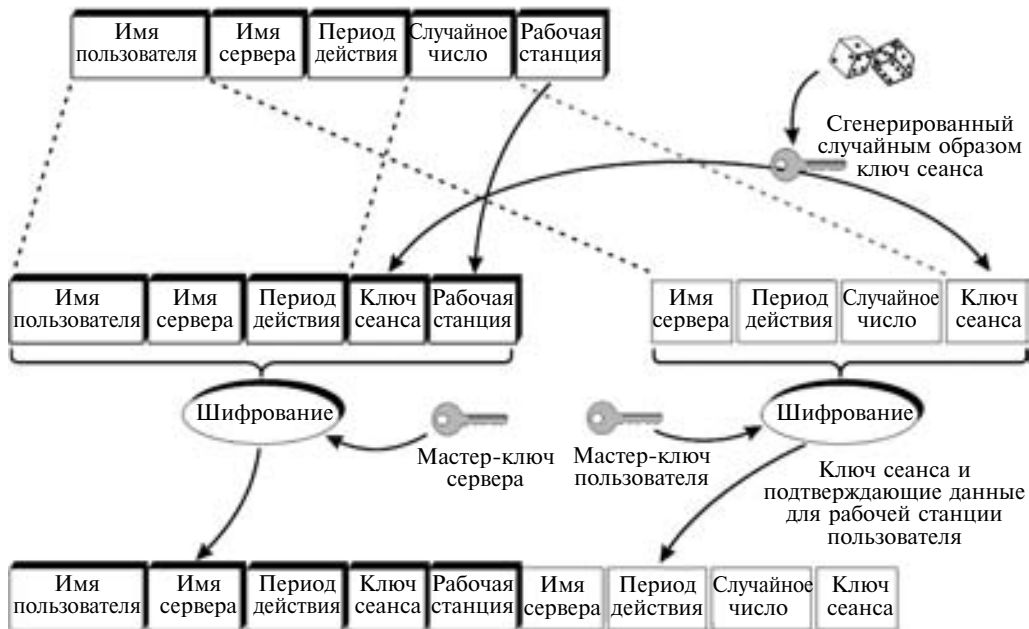 Имя пользователя
Имя сервера
Период действия
Случайное число
Рабочая станция
Сгенерированный
случайным образом
ключ сеанса
Имя пользователя
Имя сервера
Период действия
Ключ сеанса
Рабочая станция
Имя сервера
Период действия
Случайное число
Ключ сеанса
Шифрование
Мастер-ключ
сервера
Мастер-ключ
пользователя
Шифрование
Ключ сеанса и
подтверждающие данные
для рабочей станции
пользователя
Имя пользователя
Имя сервера
Период действия
Ключ сеанса
Рабочая станция
Имя сервера
Период действия
Случайное число
Ключ сеанса